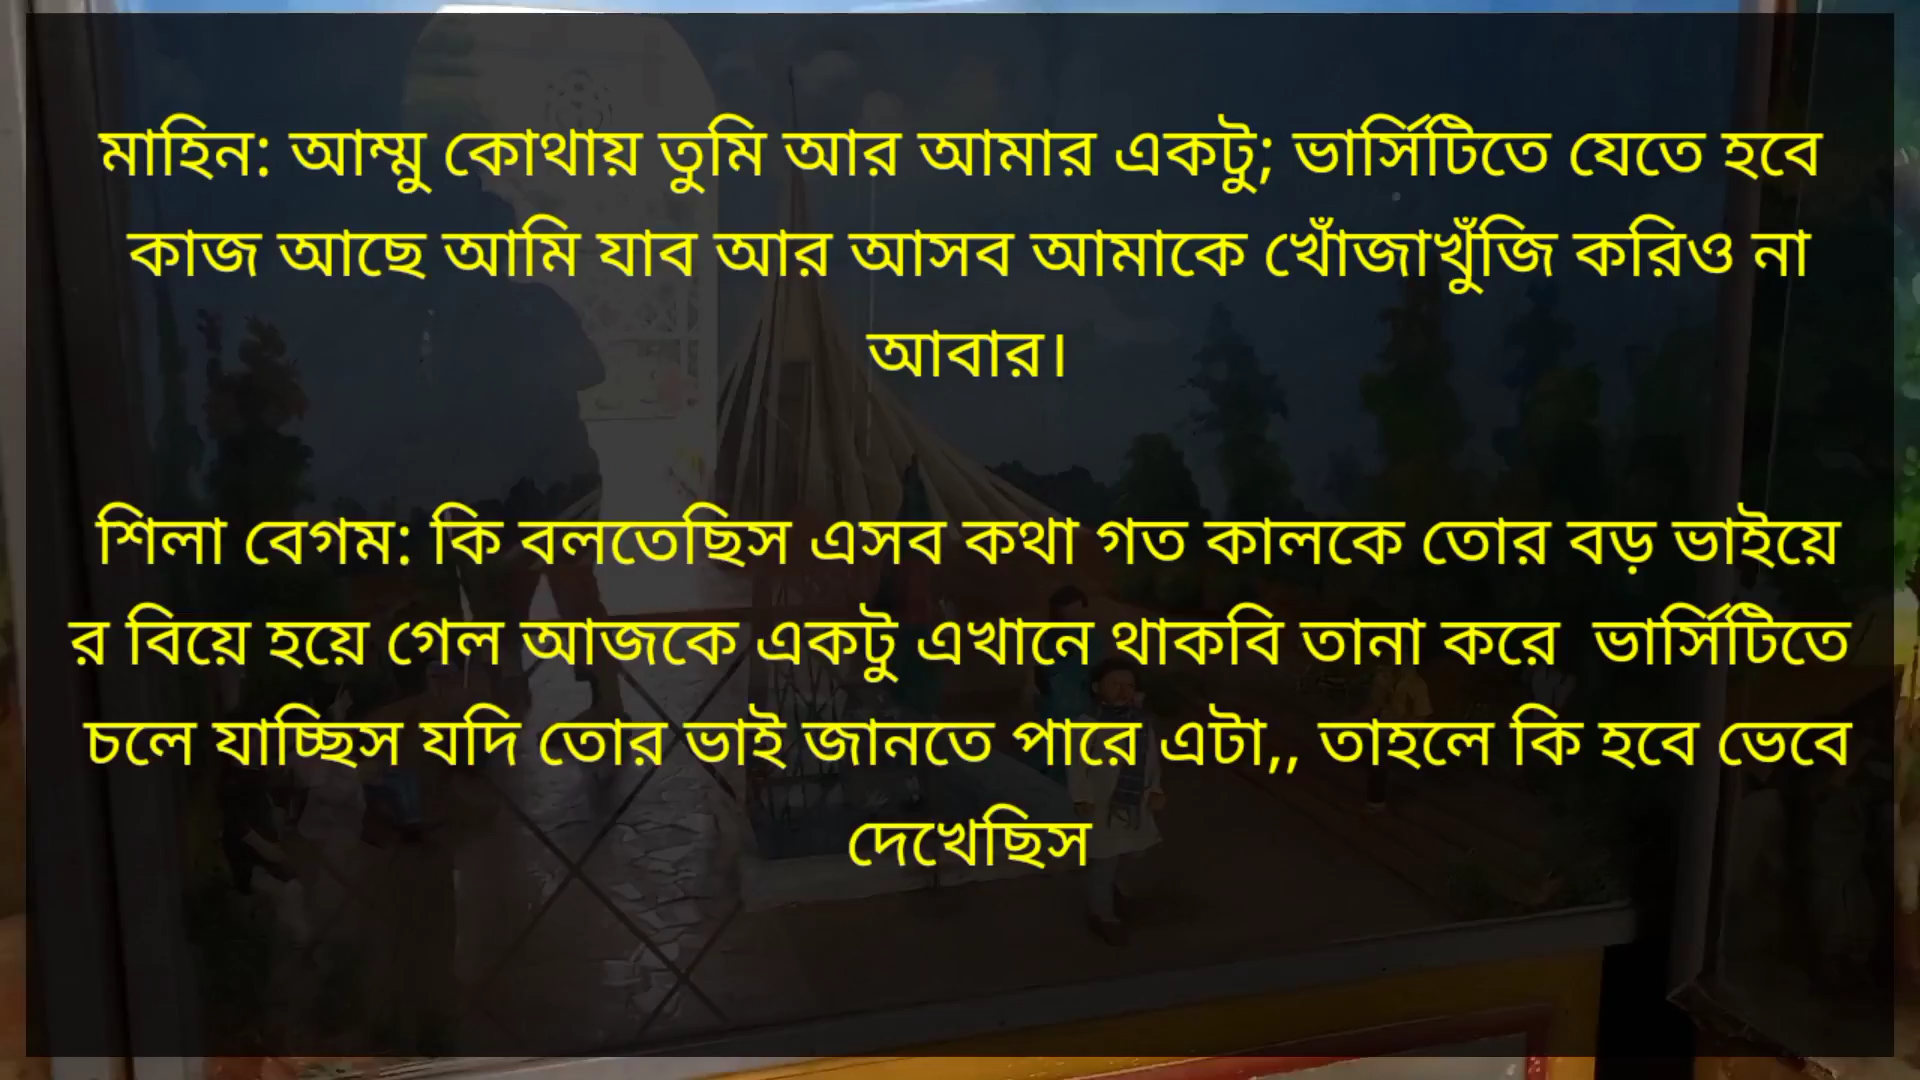 মাহিন: আম্মু কোথায় তুমি আর আমার একটু; ভার্সিটিতে যেতে হবে
কাজ আছে আমি যাব আর আসব আমাকে খোঁজাখুঁজি করিও না
আবার।
শিলা বেগম: কি বলতেছিস এসব কথা গত কালকে তোর বড় ভাইয়ে
র বিয়ে হয়ে গেল আজকে একটু এখানে থাকবি তানা করে  ভার্সিটিতে
চলে যাচ্ছিস যদি তোর ভাই জানতে পারে এটা,, তাহলে কি হবে ভেবে
দেখেছিস